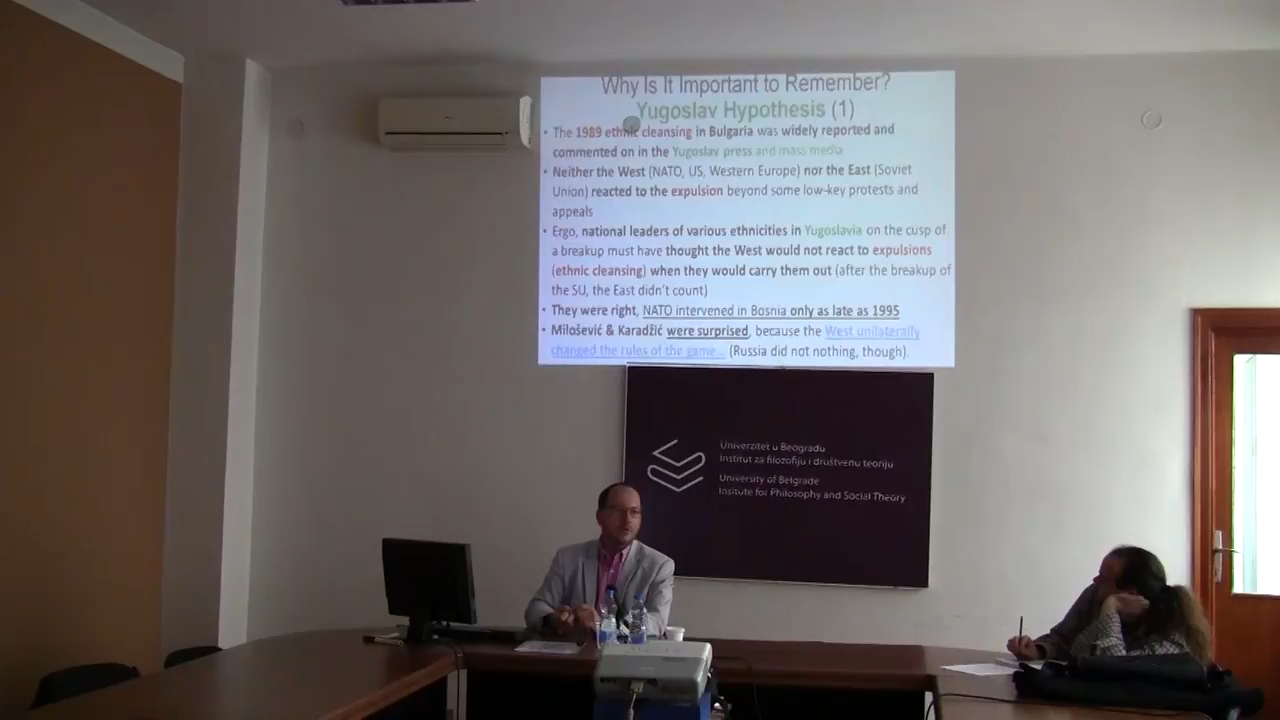 Why Is It Important to Remember?
Yugoslav Hypothesis (1)
• The 1989 ethnic cleansing in Bulgaria was widely reported and
commented on in the Yugoslav press and mass media
• Neither the West (NATO, US, Western Europe) nor the East (Soviet
Union) reacted to the expulsion beyond some low-key protests and
appeals
• Ergo, national leaders of various ethnicities in Yugoslavia on the cusp of
a breakup must have thought the West would not react to expulsions
(ethnic cleansing) when they would carry them out (after the breakup of
the SU, the East didn't count)
• They were right, NATO intervened in Bosnia only as late as 1995
• Milošević & Karadžić were surprised, because the West unilaterally
changed the rules of the game... (Russia did not nothing, though).
Univerzitet u Beogradu
Institut za filozofiju i društvenu teoriju
University of Belgrade
Insitute for Philosophy and Social Theory